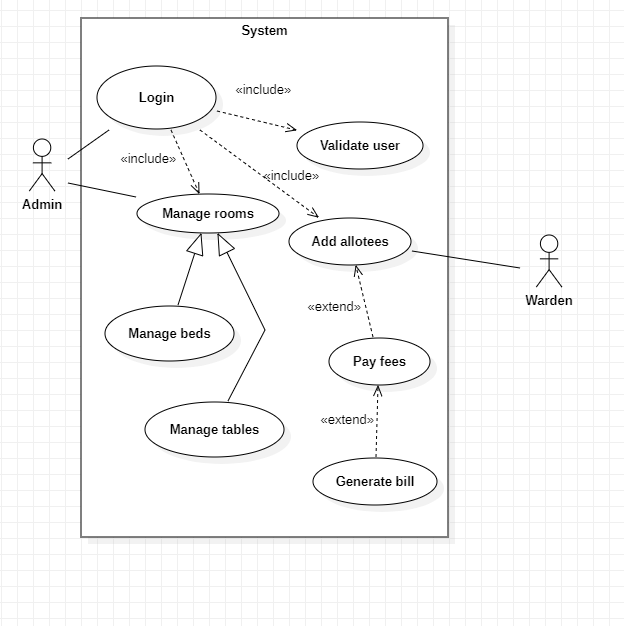 System
Login
«include»
Validate user
«include»
«include»
Admin
Manage rooms
Add allotees
Warden
«extend»
Manage beds
Pay fees
«extend»
Manage tables
Generate bill